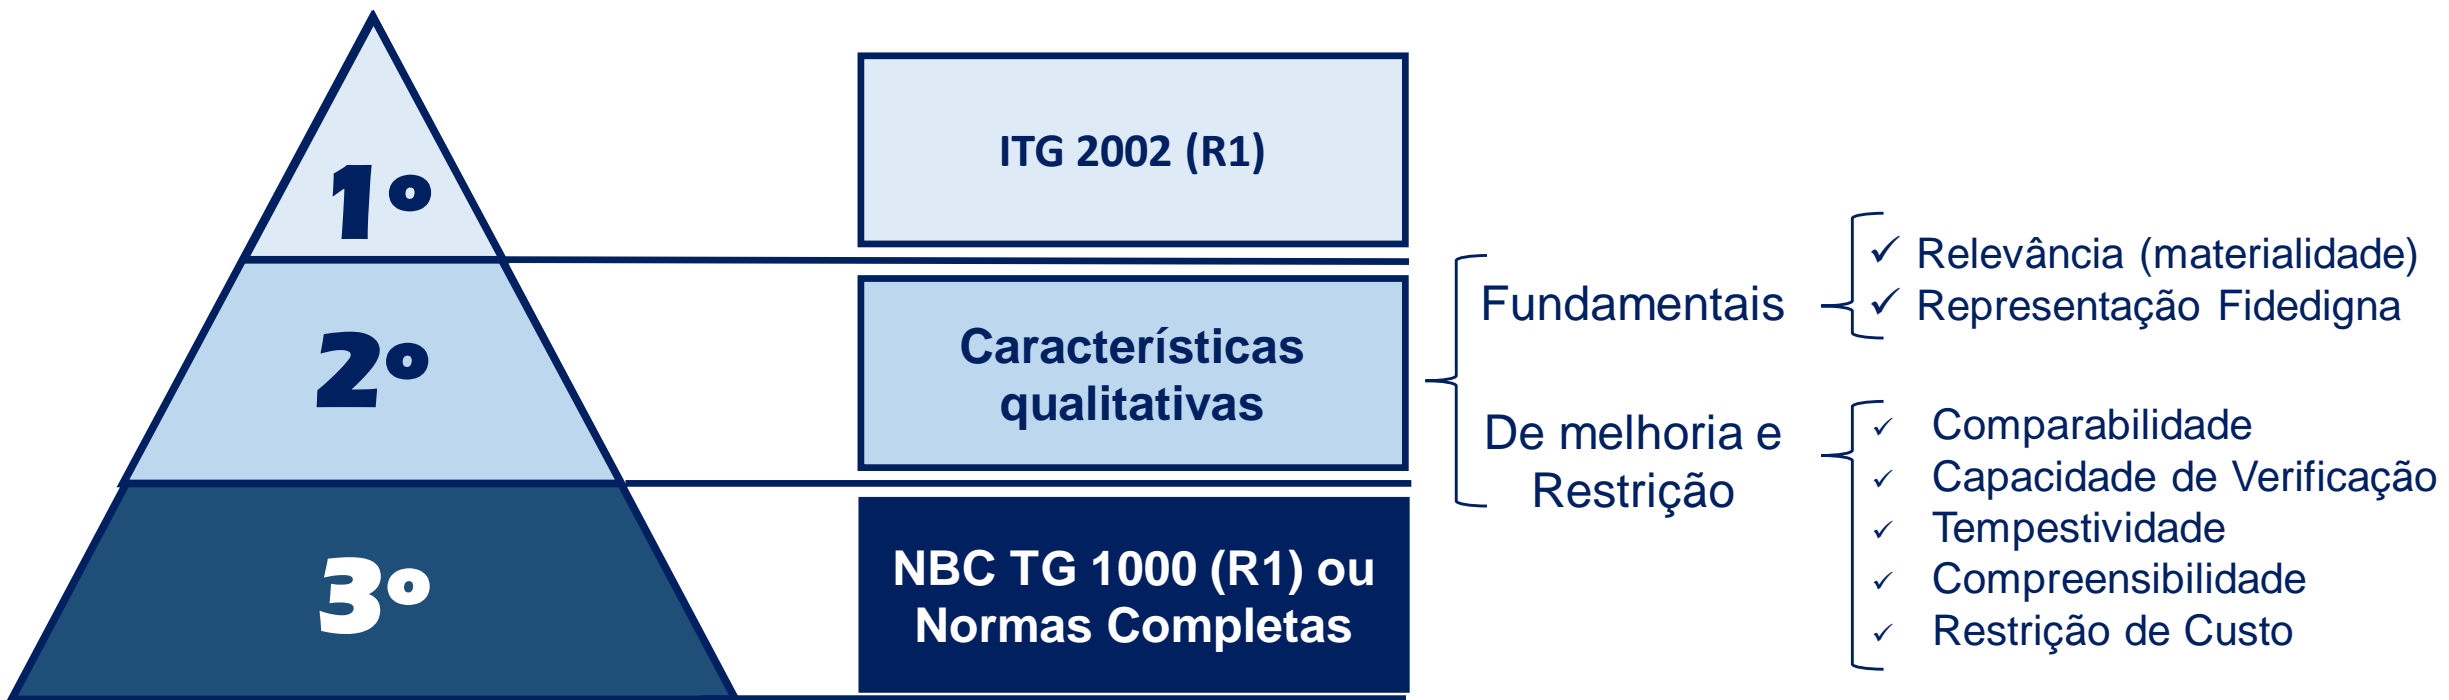 1º
ITG 2002 (R1)
2º
Características
qualitativas
Fundamentais
✓ Relevância (materialidade)
✓ Representação Fidedigna
De melhoria e
Restrição
✓ Comparabilidade
✓ Capacidade de Verificação
✓ Tempestividade
✓ Compreensibilidade
✓ Restrição de Custo
3º
NBC TG 1000 (R1) ou
Normas Completas